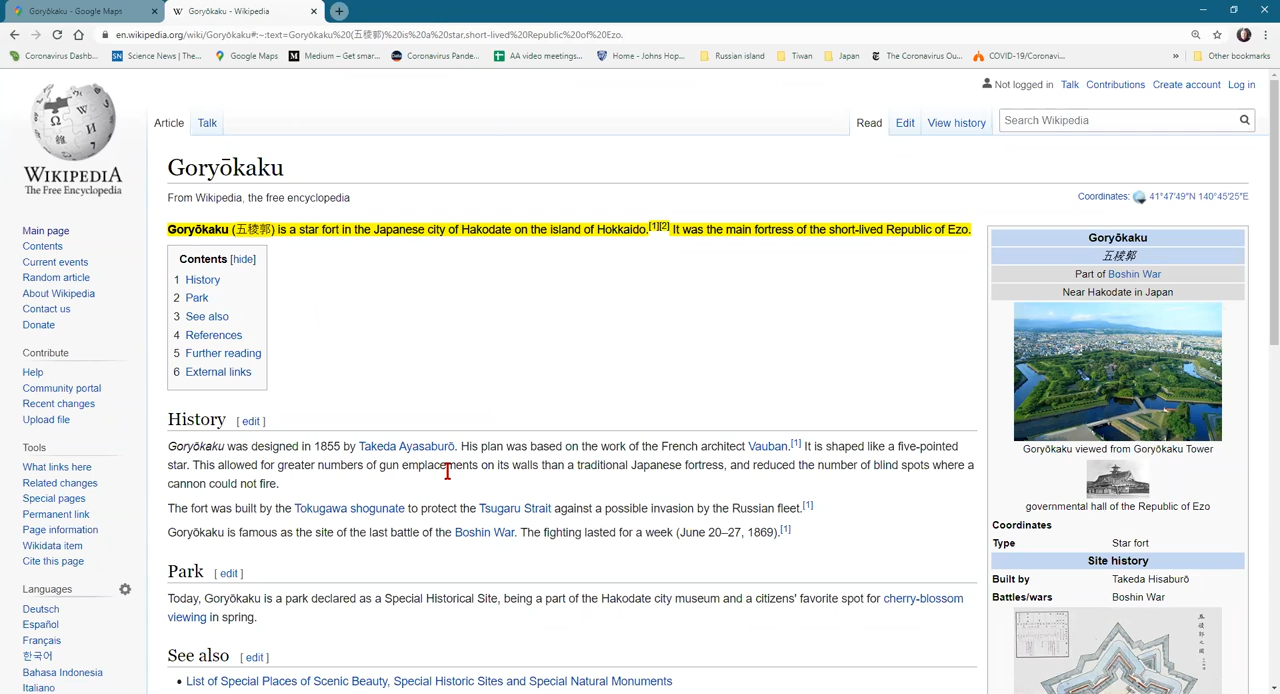 Goryōkaku - Google Maps
Goryōkaku - Wikipedia
en.wikipedia.org/wiki/Goryōkaku#:~:text=Goryōkaku%20(五稜郭)%20is%20a%20star,short-lived%20Republic%20of%20Ezo.
Coronavirus Dashb...
Science News | The...
Google Maps
Medium – Get smar...
Coronavirus Pande...
AA video meetings...
Home - Johns Hop...
Russian island
Tiwan
Japan
The Coronavirus Ou...
COVID-19/Coronavi...
»
Other bookmarks
Not logged in Talk Contributions Create account Log in
Article Talk
Read Edit View history
Search Wikipedia
WIKIPEDIA
The Free Encyclopedia
Main page
Contents
Current events
Random article
About Wikipedia
Contact us
Donate
Contribute
Help
Community portal
Recent changes
Upload file
Tools
What links here
Related changes
Special pages
Permanent link
Page information
Wikidata item
Cite this page
Languages
Deutsch
Español
Français
한국어
Bahasa Indonesia
Italiano
Goryōkaku
From Wikipedia, the free encyclopedia
Coordinates: 41°47′49″N 140°45′25″E
Goryōkaku (五稜郭) is a star fort in the Japanese city of Hakodate on the island of Hokkaido.[1][2] It was the main fortress of the short-lived Republic of Ezo.
Contents [hide]
1 History
2 Park
3 See also
4 References
5 Further reading
6 External links
History [ edit ]
Goryōkaku was designed in 1855 by Takeda Ayasaburō. His plan was based on the work of the French architect Vauban.[1] It is shaped like a five-pointed
star. This allowed for greater numbers of gun emplacements on its walls than a traditional Japanese fortress, and reduced the number of blind spots where a
cannon could not fire.
The fort was built by the Tokugawa shogunate to protect the Tsugaru Strait against a possible invasion by the Russian fleet.[1]
Goryōkaku is famous as the site of the last battle of the Boshin War. The fighting lasted for a week (June 20–27, 1869).[1]
Park [ edit ]
Today, Goryōkaku is a park declared as a Special Historical Site, being a part of the Hakodate city museum and a citizens' favorite spot for cherry-blossom
viewing in spring.
See also [ edit ]
• List of Special Places of Scenic Beauty, Special Historic Sites and Special Natural Monuments
Goryōkaku
五稜郭
Part of Boshin War
Near Hakodate in Japan
Goryōkaku viewed from Goryōkaku Tower
governmental hall of the Republic of Ezo
Coordinates
Type Star fort
Site history
Built by Takeda Hisaburō
Battles/wars Boshin War